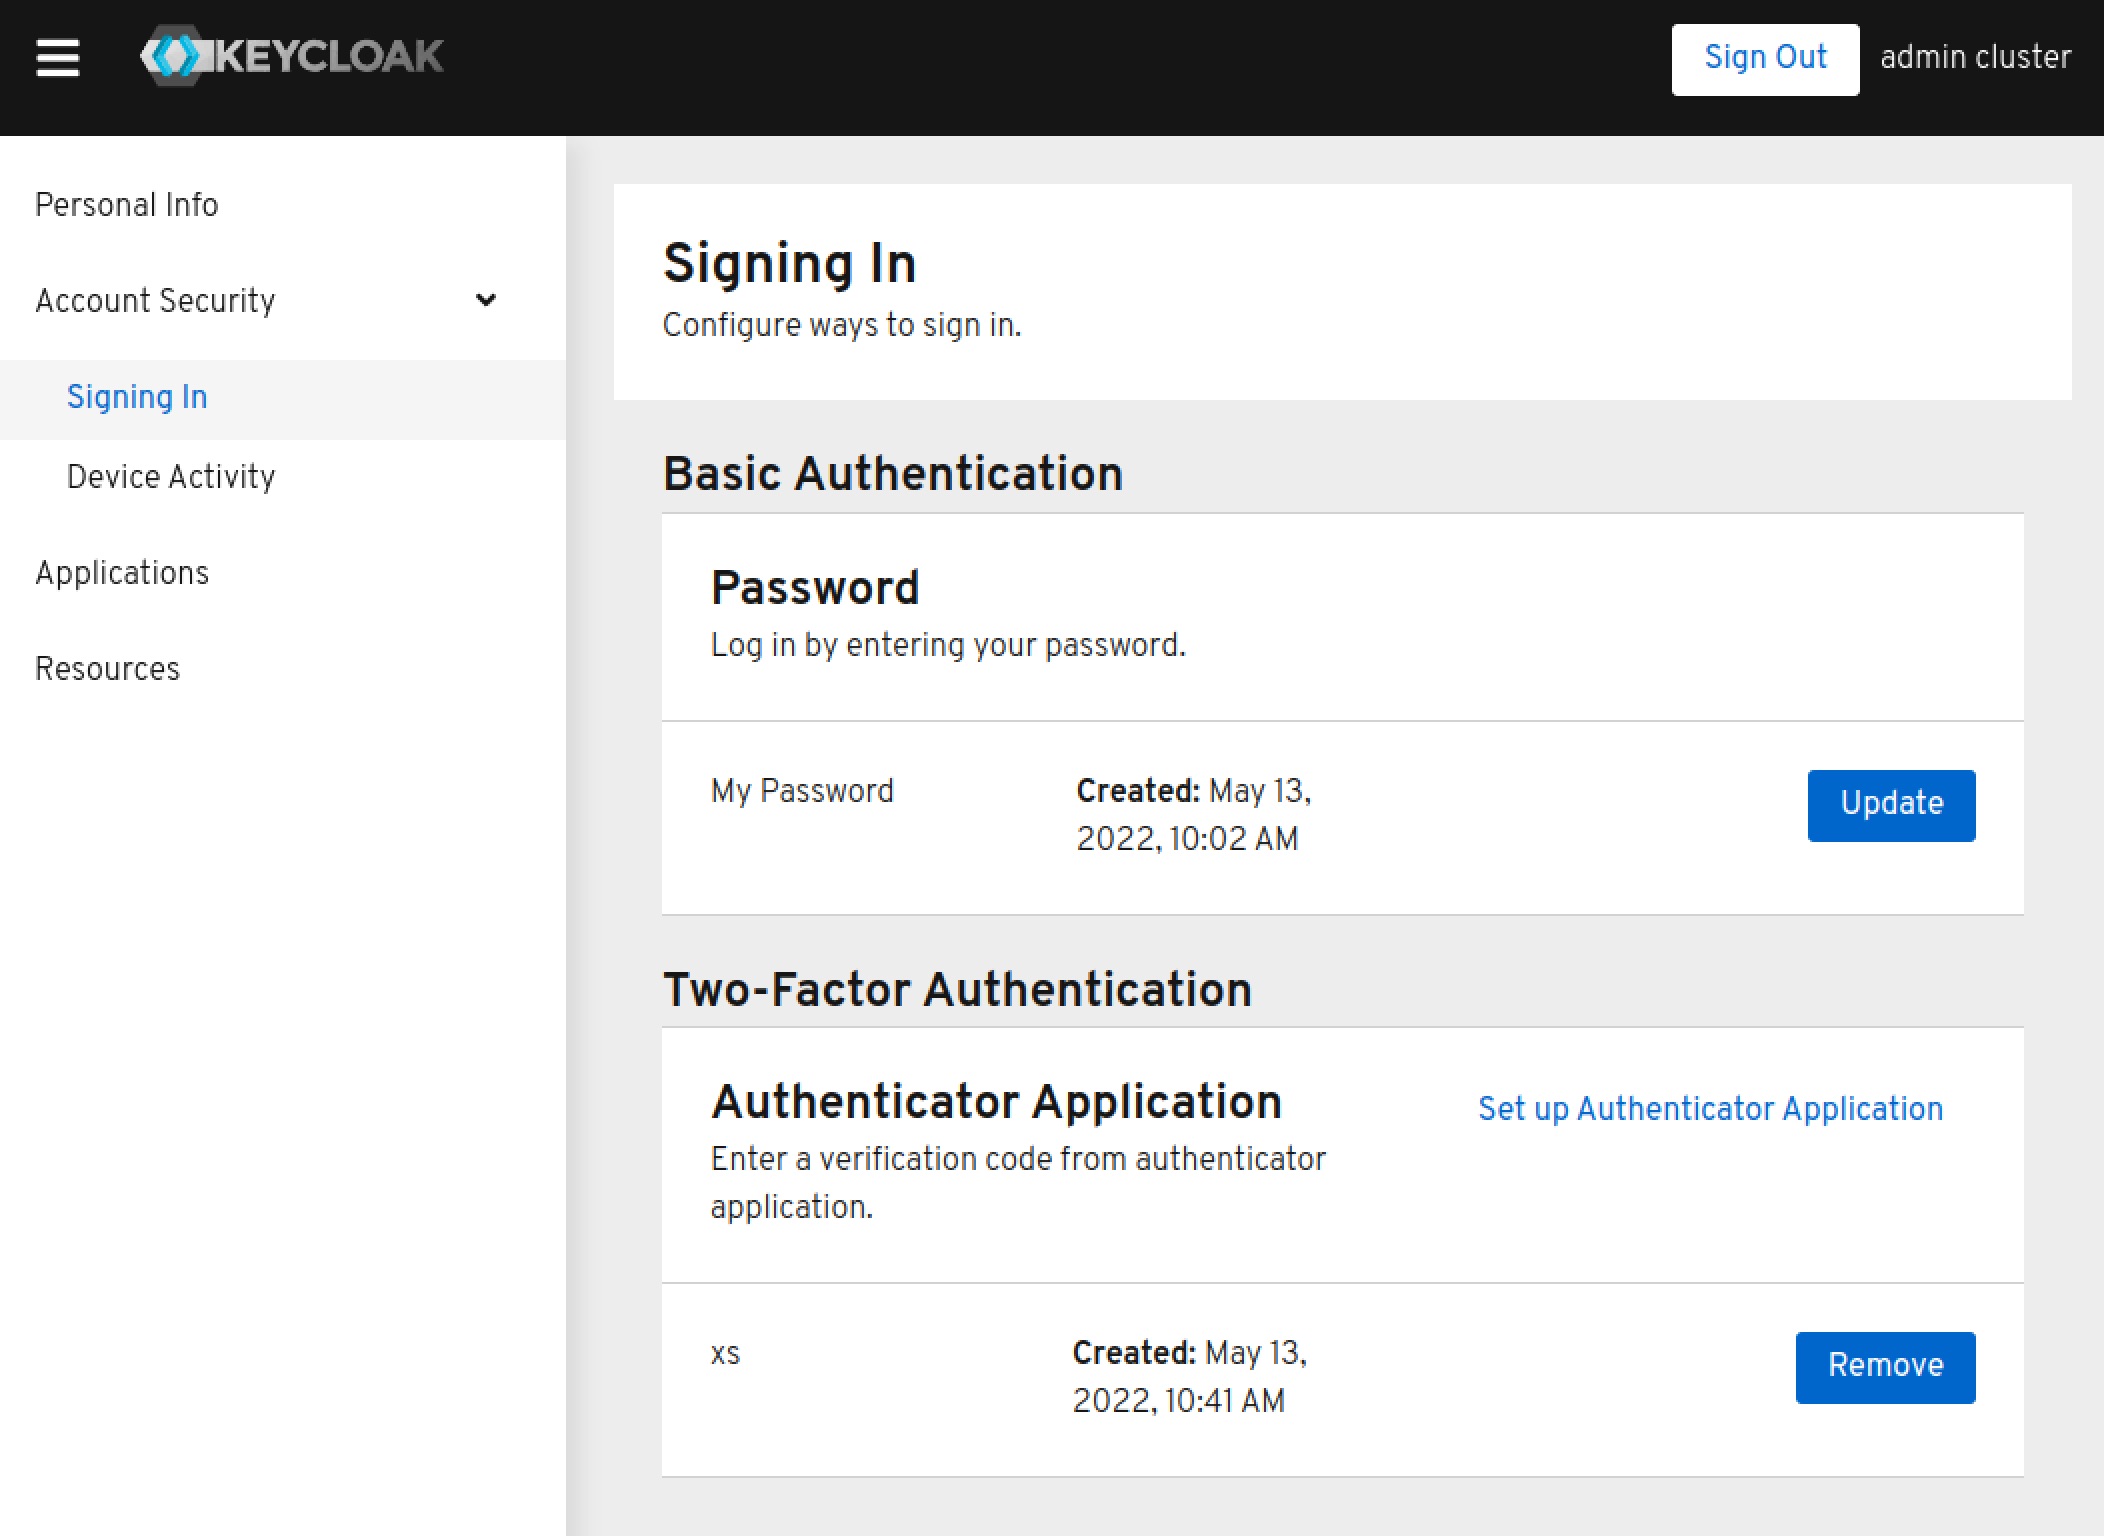 KEYCLOAK
Sign Out
admin cluster
Personal Info
Account Security
Signing In
Device Activity
Applications
Resources
Signing In
Configure ways to sign in.
Basic Authentication
Password
Log in by entering your password.
My Password
Created: May 13,
2022, 10:02 AM
Update
Two-Factor Authentication
Authenticator Application
Set up Authenticator Application
Enter a verification code from authenticator
application.
xs
Created: May 13,
2022, 10:41 AM
Remove